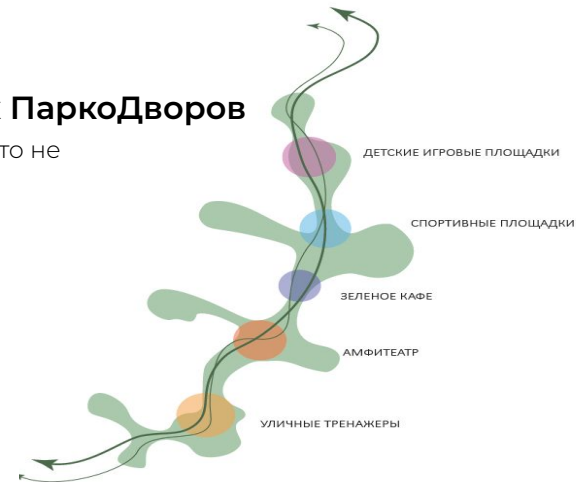 ПаркоДворов
то не
ДЕТСКИЕ ИГРОВЫЕ ПЛОЩАДКИ
СПОРТИВНЫЕ ПЛОЩАДКИ
ЗЕЛЕНОЕ КАФЕ
АМФИТЕАТР
УЛИЧНЫЕ ТРЕНАЖЕРЫ